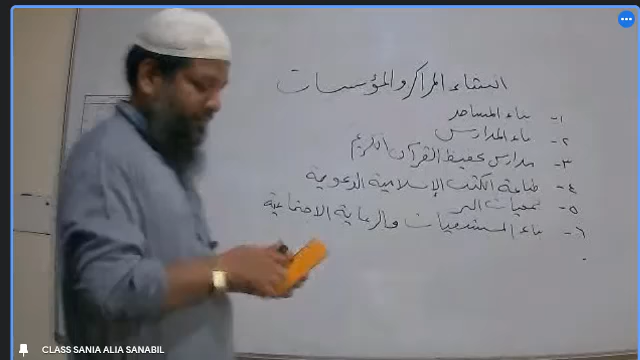 إنشاء المراكز والمؤسسات
١- بناء المساجد
٢- بناء المدارس
٣- مدارس تحفيظ القرآن الكريم
٤- طباعة الكتب الإسلامية الدعوية
٥- جمعيات البر
٦- بناء المستشفيات والرعاية الاجتماعية
CLASS SANIA ALIA SANABIL